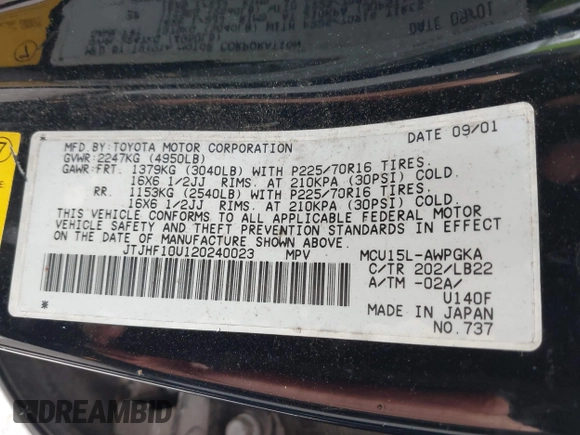 09/01
MFD.BY:TOYOTA MOTOR CORPORATION DATE 09/01
GVWR:2247KG (4950LB)
GAWR:FRT. 1379KG (3040LB) WITH P225/70R16 TIRES.
16X6 1/2JJ RIMS. AT 210KPA (30PSI) COLD.
RR. 1153KG (2540LB) WITH P225/70R16 TIRES.
16X6 1/2JJ RIMS. AT 210KPA (30PSI) COLD.
THIS VEHICLE CONFORMS TO ALL APPLICABLE FEDERAL MOTOR
VEHICLE SAFETY AND THEFT PREVENTION STANDARDS IN EFFECT
ON THE DATE OF MANUFACTURE SHOWN ABOVE.
JTJHF10U120240023 MPV MCU15L-AWPGKA
C/TR 202/LB22
A/TM -02A/
U140F
* MADE IN JAPAN
NO.737
7
DREAMBID